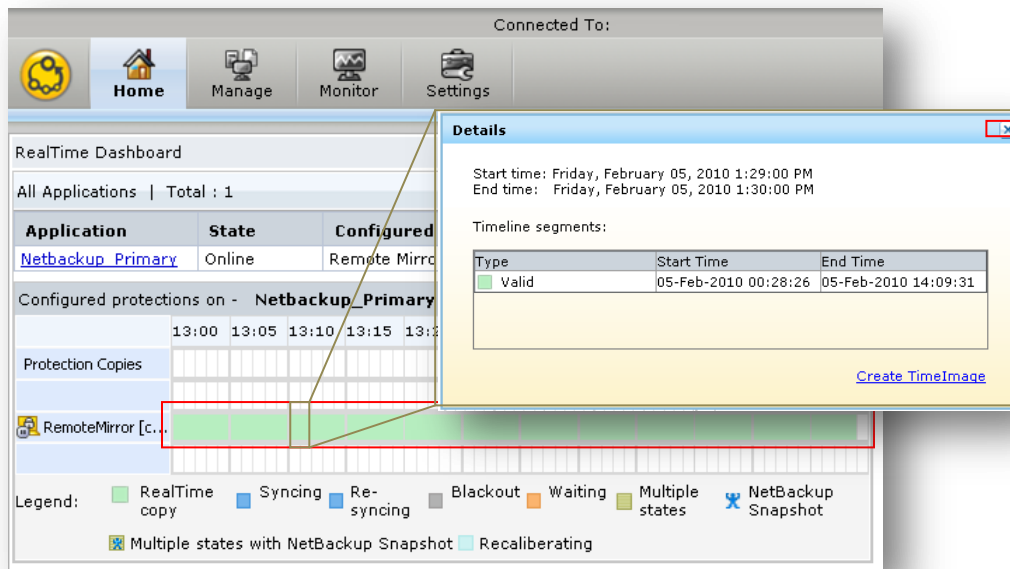 Connected To:
Home
Manage
Monitor
Settings
Details
RealTime Dashboard
Start time: Friday, February 05, 2010 1:29:00 PM
End time: Friday, February 05, 2010 1:30:00 PM
All Applications | Total : 1
Timeline segments:
Application State Configured
Netbackup_Primary Online Remote Mirro
Type Start Time End Time
Valid 05-Feb-2010 00:28:26 05-Feb-2010 14:09:31
Configured protections on - Netbackup_Primary
13:00 13:05 13:10 13:15 13:2
Protection Copies
Create TimeImage
RemoteMirror [c...
Legend:
RealTime copy
Syncing
Re-syncing
Blackout
Waiting
Multiple states
NetBackup Snapshot
Multiple states with NetBackup Snapshot
Recaliberating